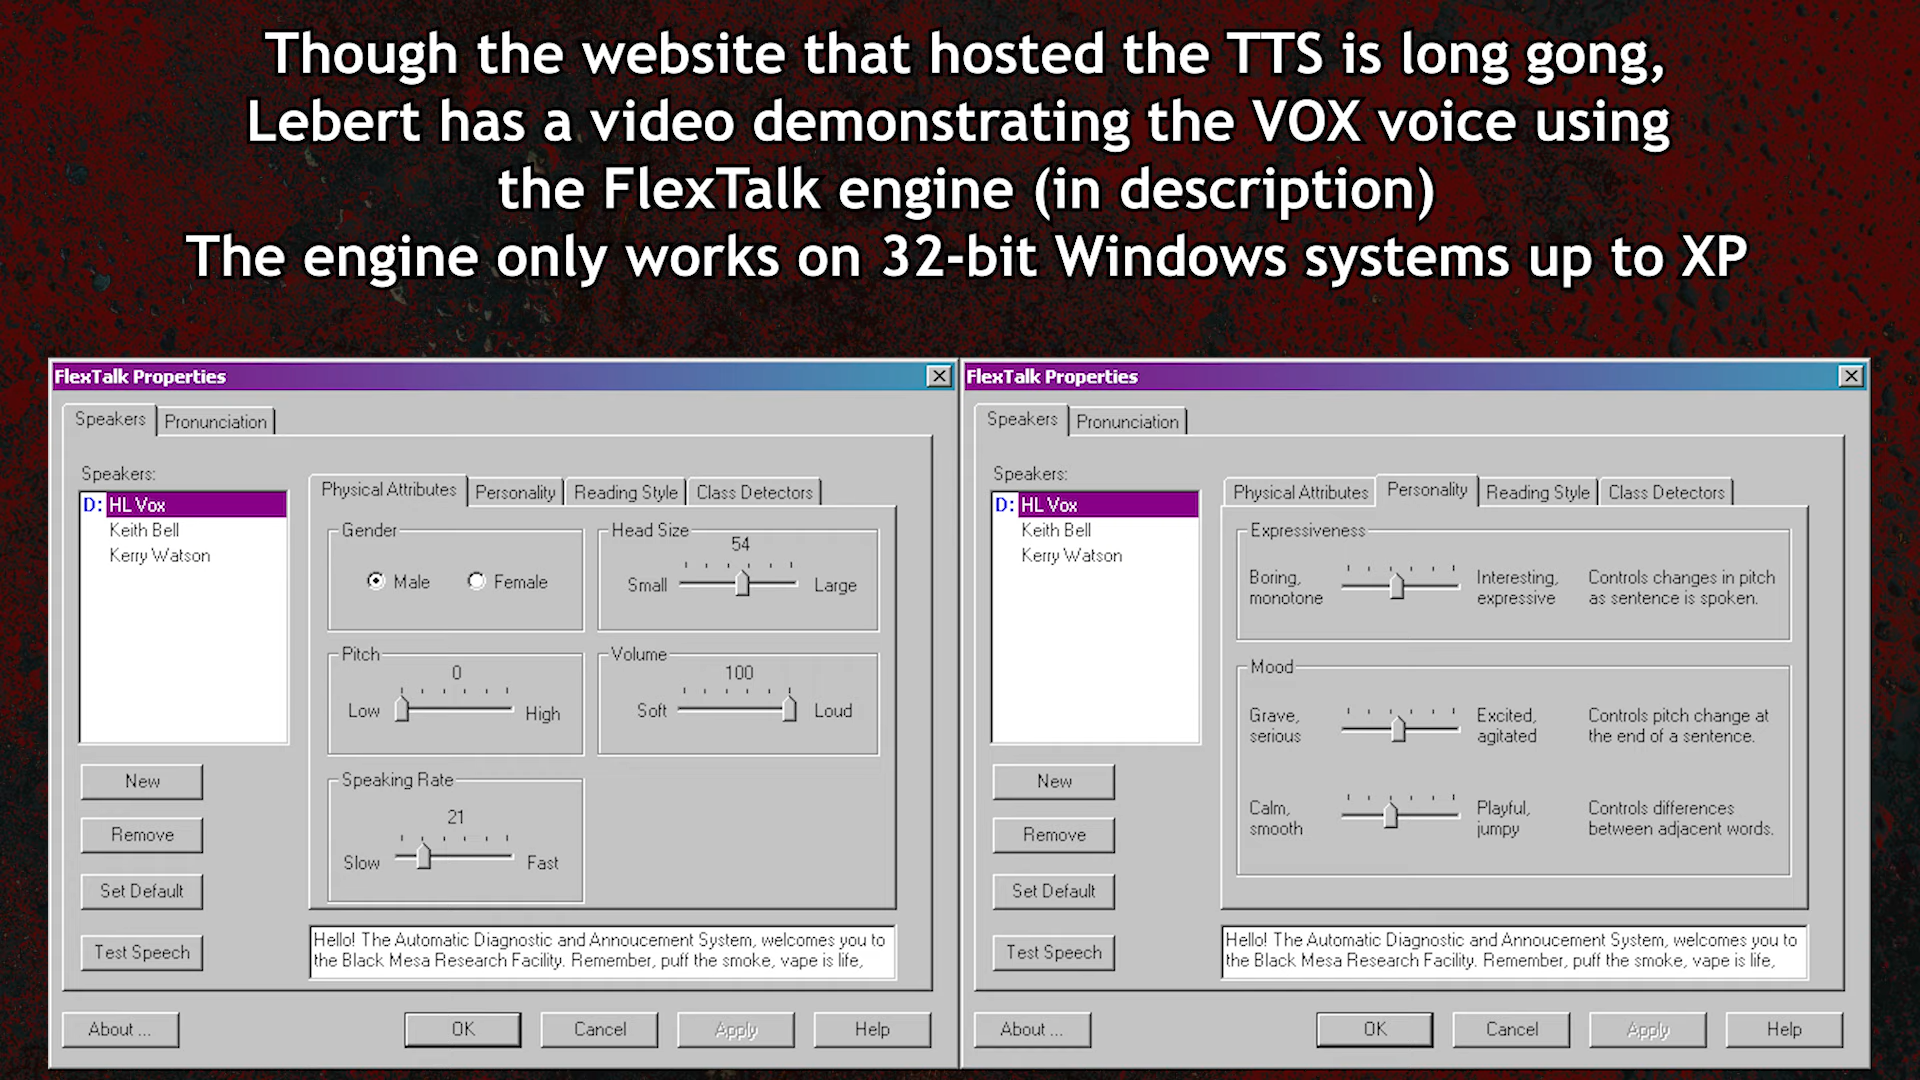 Though the website that hosted the TTS is long gong,
Lebert has a video demonstrating the VOX voice using
the FlexTalk engine (in description)
The engine only works on 32-bit Windows systems up to XP
FlexTalk Properties
Speakers
Pronunciation
Speakers:
D: HL Vox
Keith Bell
Kerry Watson
New
Remove
Set Default
Test Speech
Physical Attributes
Personality
Reading Style
Class Detectors
Gender
Male
Female
Head Size
54
Small
Large
Pitch
0
Low
High
Volume
100
Soft
Loud
Speaking Rate
21
Slow
Fast
Hello! The Automatic Diagnostic and Annoucement System, welcomes you to
the Black Mesa Research Facility. Remember, puff the smoke, vape is life,
About ...
OK
Cancel
Apply
Help
FlexTalk Properties
Speakers
Pronunciation
Speakers:
D: HL Vox
Keith Bell
Kerry Watson
New
Remove
Set Default
Test Speech
Physical Attributes
Personality
Reading Style
Class Detectors
Expressiveness
Boring,
monotone
Interesting,
expressive
Controls changes in pitch
as sentence is spoken.
Mood
Grave,
serious
Excited,
agitated
Controls pitch change at
the end of a sentence.
Calm,
smooth
Playful,
jumpy
Controls differences
between adjacent words.
Hello! The Automatic Diagnostic and Annoucement System, welcomes you to
the Black Mesa Research Facility. Remember, puff the smoke, vape is life,
About ...
OK
Cancel
Apply
Help